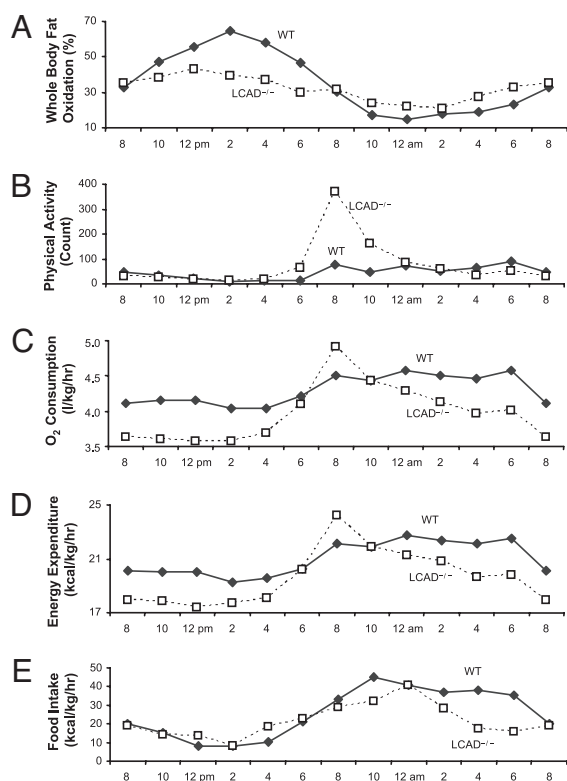 A
Whole Body Fat
Oxidation (%)
70
50
30
10
WT
LCAD−/−
8 10 12 pm 2 4 6 8 10 12 am 2 4 6 8
B
Physical Activity
(Count)
400
300
200
100
0
LCAD−/−
WT
8 10 12 pm 2 4 6 8 10 12 am 2 4 6 8
C
O2 Consumption
(l/kg/hr)
5,0
4,5
4,0
3,5
WT
LCAD−/−
8 10 12 pm 2 4 6 8 10 12 am 2 4 6 8
D
Energy Expenditure
(kcal/kg/hr)
25
21
17
WT
LCAD−/−
8 10 12 pm 2 4 6 8 10 12 am 2 4 6 8
E
Food Intake
(kcal/kg/hr)
50
40
30
20
10
0
WT
LCAD−/−
8 10 12 pm 2 4 6 8 10 12 am 2 4 6 8